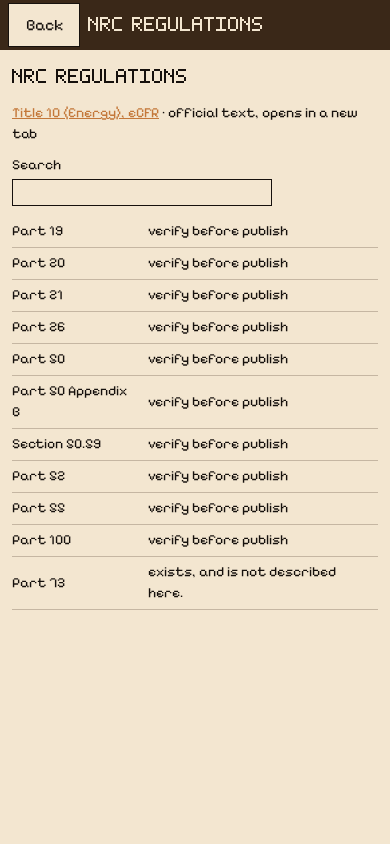 Back
NRC REGULATIONS
NRC REGULATIONS
Title 10 (Energy), eCFR · official text, opens in a new
tab
Search
Part 19 verify before publish
Part 20 verify before publish
Part 21 verify before publish
Part 26 verify before publish
Part 50 verify before publish
Part 50 Appendix
B
verify before publish
Section 50.59 verify before publish
Part 52 verify before publish
Part 55 verify before publish
Part 100 verify before publish
Part 73
exists, and is not described
here.